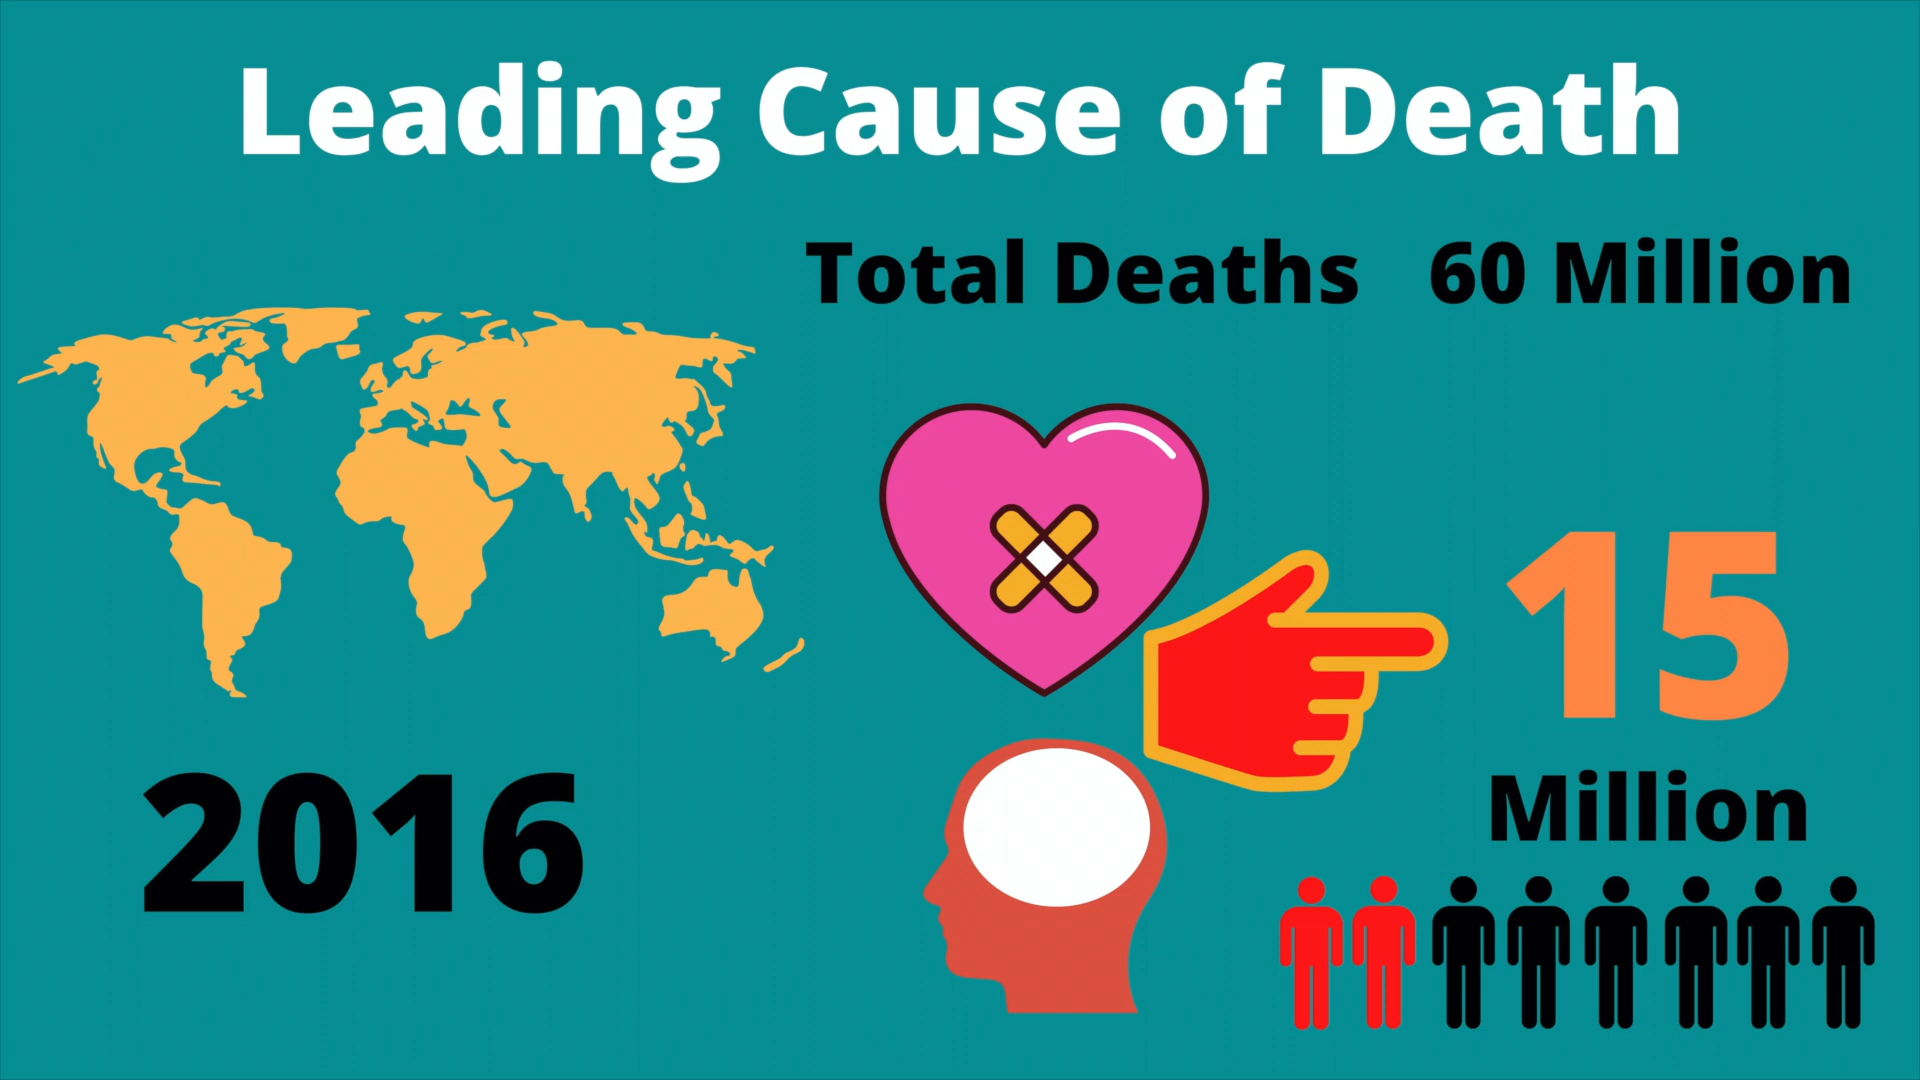 Leading Cause of Death
Total Deaths 60 Million
15
Million
2016